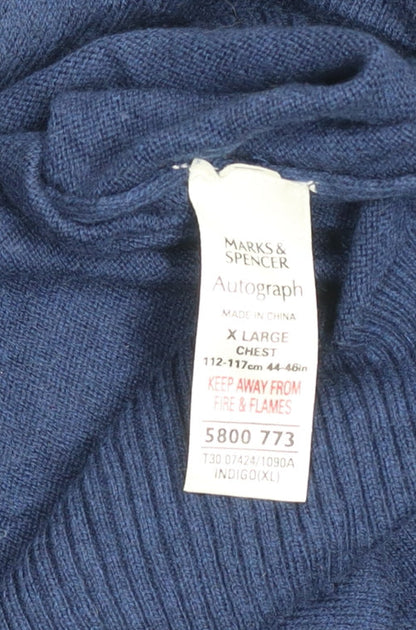 MARKS &
SPENCER
Autograph
MADE IN CHINA
X LARGE
CHEST
112-117cm 44-46in
KEEP AWAY FROM
FIRE & FLAMES
5800 773
T30 07424/1090A
INDIGO(XL)